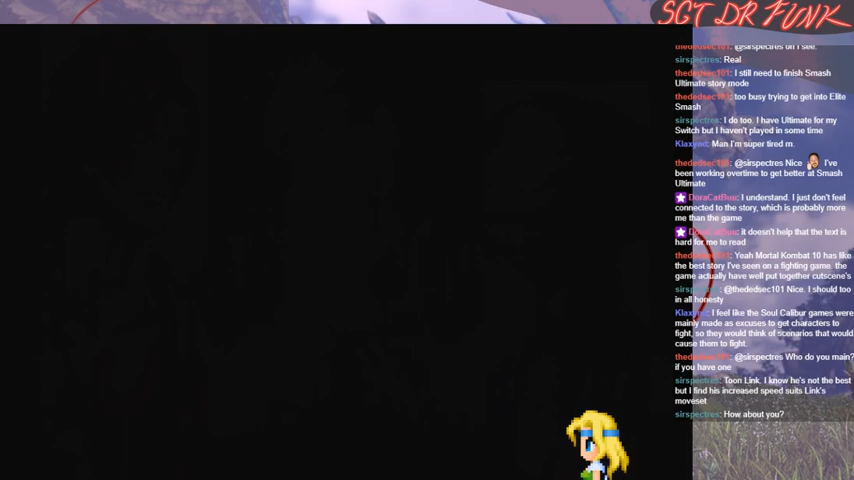 SGT DR FUNK
thededsec101: @sirspectres oh I see.
sirspectres: Real
thededsec101: I still need to finish Smash
Ultimate story mode
thededsec101: too busy trying to get into Elite
Smash
sirspectres: I do too. I have Ultimate for my
Switch but I haven't played in some time
Klaxynd: Man I'm super tired rn.
thededsec101: @sirspectres Nice I've
been working overtime to get better at Smash
Ultimate
DoraCatBuu: I understand. I just don't feel
connected to the story, which is probably more
me than the game
DoraCatBuu: it doesn't help that the text is
hard for me to read
thededsec101: Yeah Mortal Kombat 10 has like
the best story I've seen on a fighting game. the
game actually have well put together cutscene's
sirspectres: @thededsec101 Nice. I should too
in all honesty
Klaxynd: I feel like the Soul Calibur games were
mainly made as excuses to get characters to
fight, so they would think of scenarios that would
cause them to fight.
thededsec101: @sirspectres Who do you main?
if you have one
sirspectres: Toon Link. I know he's not the best
but I find his increased speed suits Link's
moveset
sirspectres: How about you?